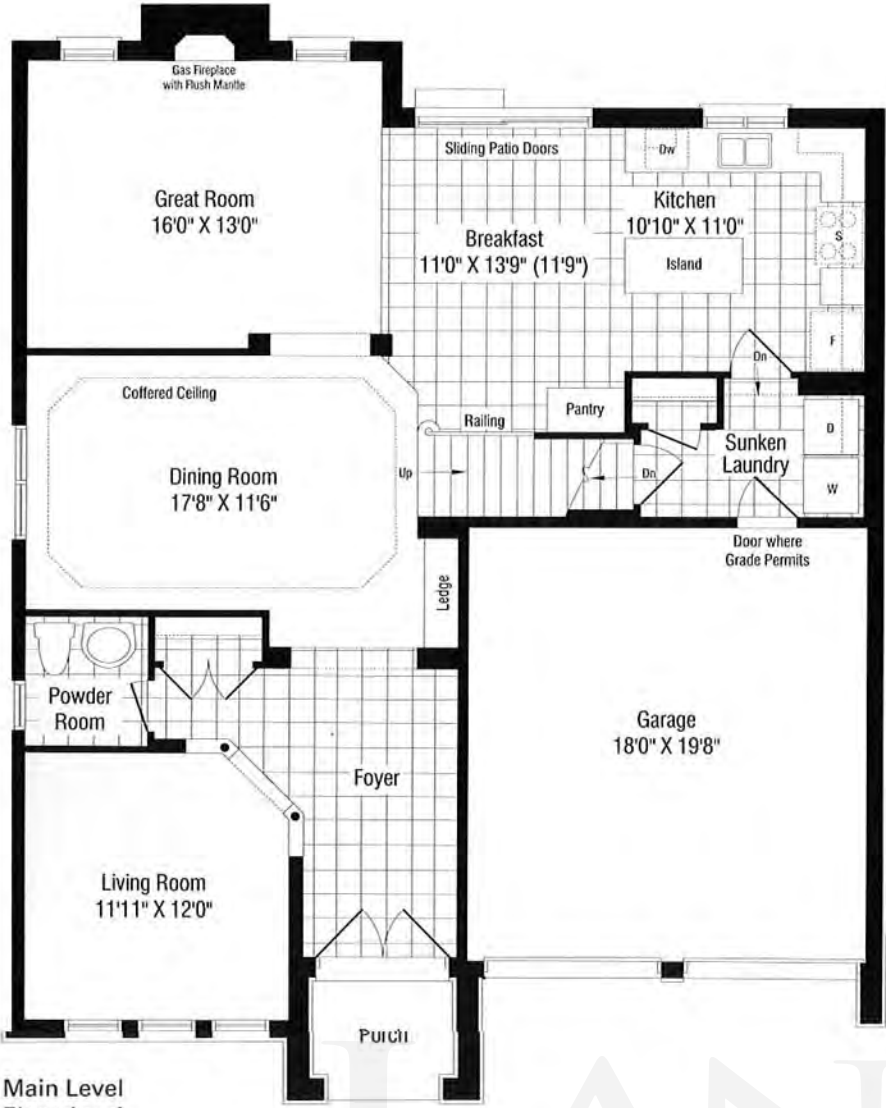 Gas Fireplace
with Flush Mantle
Great Room
16'0" X 13'0"
Sliding Patio Doors
Dw
Kitchen
10'10" X 11'0"
Breakfast
11'0" X 13'9" (11'9")
Island
S
F
Dn
Coffered Ceiling
Railing
Pantry
Dining Room
17'8" X 11'6"
Up
Dn
Sunken
Laundry
D
W
Door where
Grade Permits
Ledge
Powder
Room
Foyer
Garage
18'0" X 19'8"
Living Room
11'11" X 12'0"
Porch
Main Level